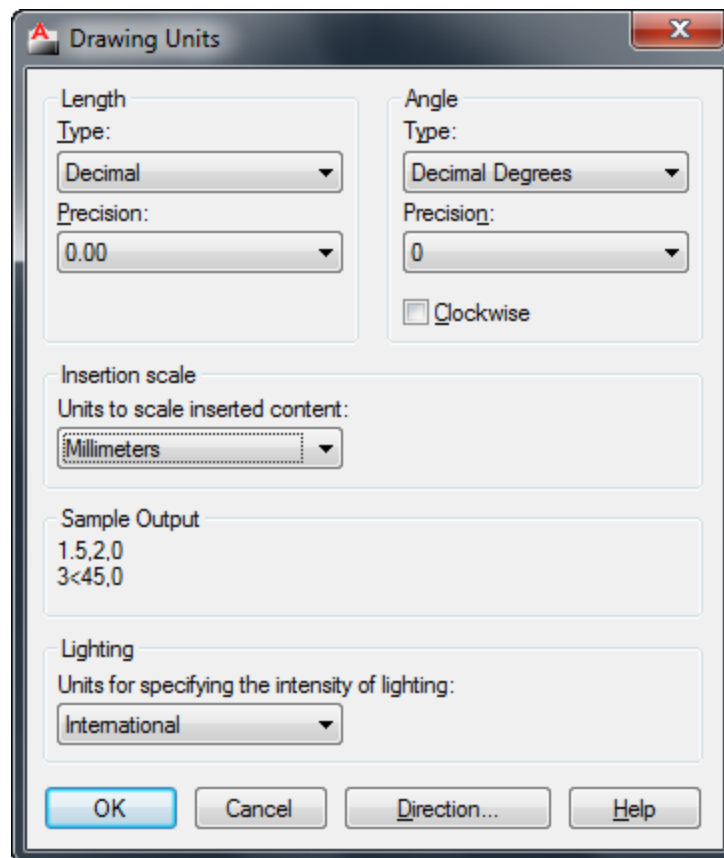 Drawing Units
Length
Type:
Decimal
Precision:
0.00
Angle
Type:
Decimal Degrees
Precision:
0
Clockwise
Insertion scale
Units to scale inserted content:
Millimeters
Sample Output
1.5,2,0
3<45,0
Lighting
Units for specifying the intensity of lighting:
International
OK Cancel Direction... Help